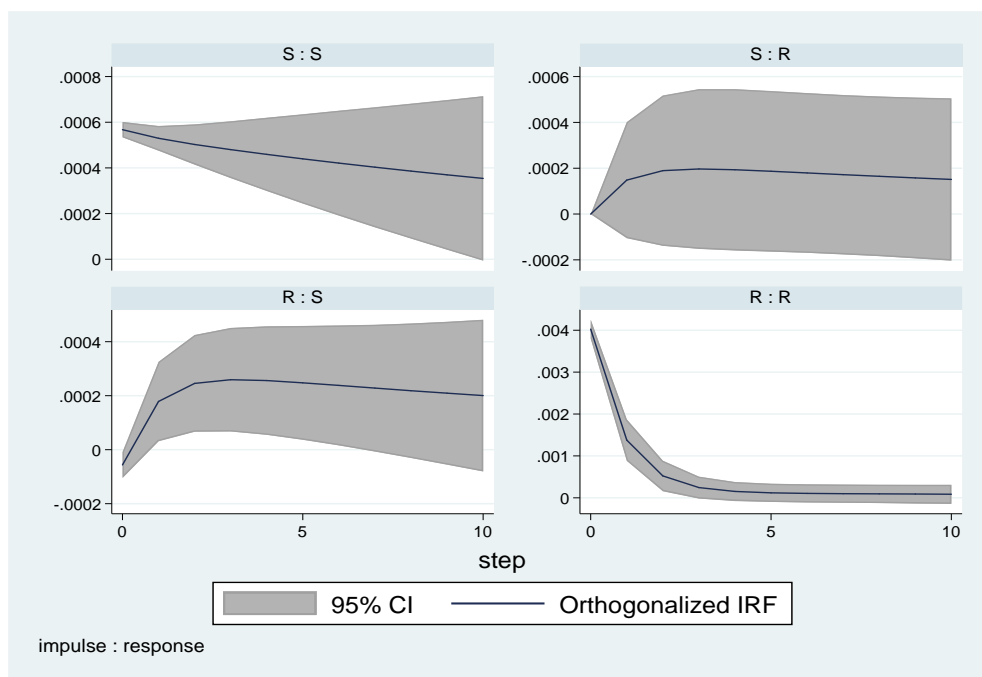 S : S
.0008
.0006
.0004
.0002
0
S : R
.0006
.0004
.0002
0
-.0002
R : S
.0004
.0002
0
-.0002
0 5 10
R : R
.004
.003
.002
.001
0
0 5 10
step
95% CI Orthogonalized IRF
impulse : response